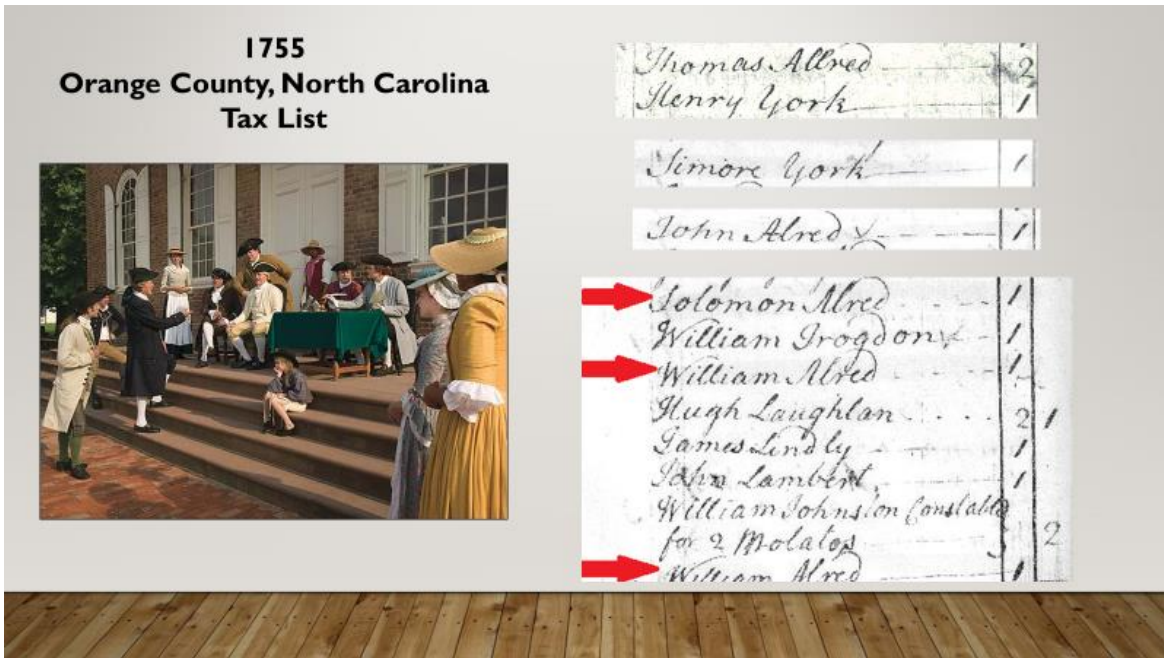 1755
Orange County, North Carolina
Tax List
Thomas Allred 2
Henry York 1
Simore York 1
John Alred 1
Solomon Alred 1
William Frogdon 1
William Alred 1
Hugh Laughlan 2 1
James Lindly 1
John Lambert 1
William Johnston Constable
for 2 Molatos 2
William Alred 1